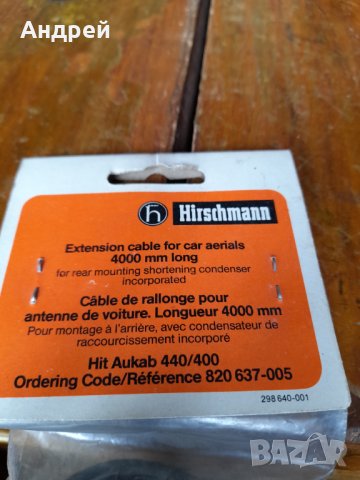 Андрей
h Hirschmann
Extension cable for car aerials
4000 mm long
for rear mounting shortening condenser
incorporated
Câble de rallonge pour
antenne de voiture. Longueur 4000 mm
Pour montage à l'arrière, avec condensateur de
raccourcissement incorporé
Hit Aukab 440/400
Ordering Code/Référence 820 637-005
298 640-001
BAZAR